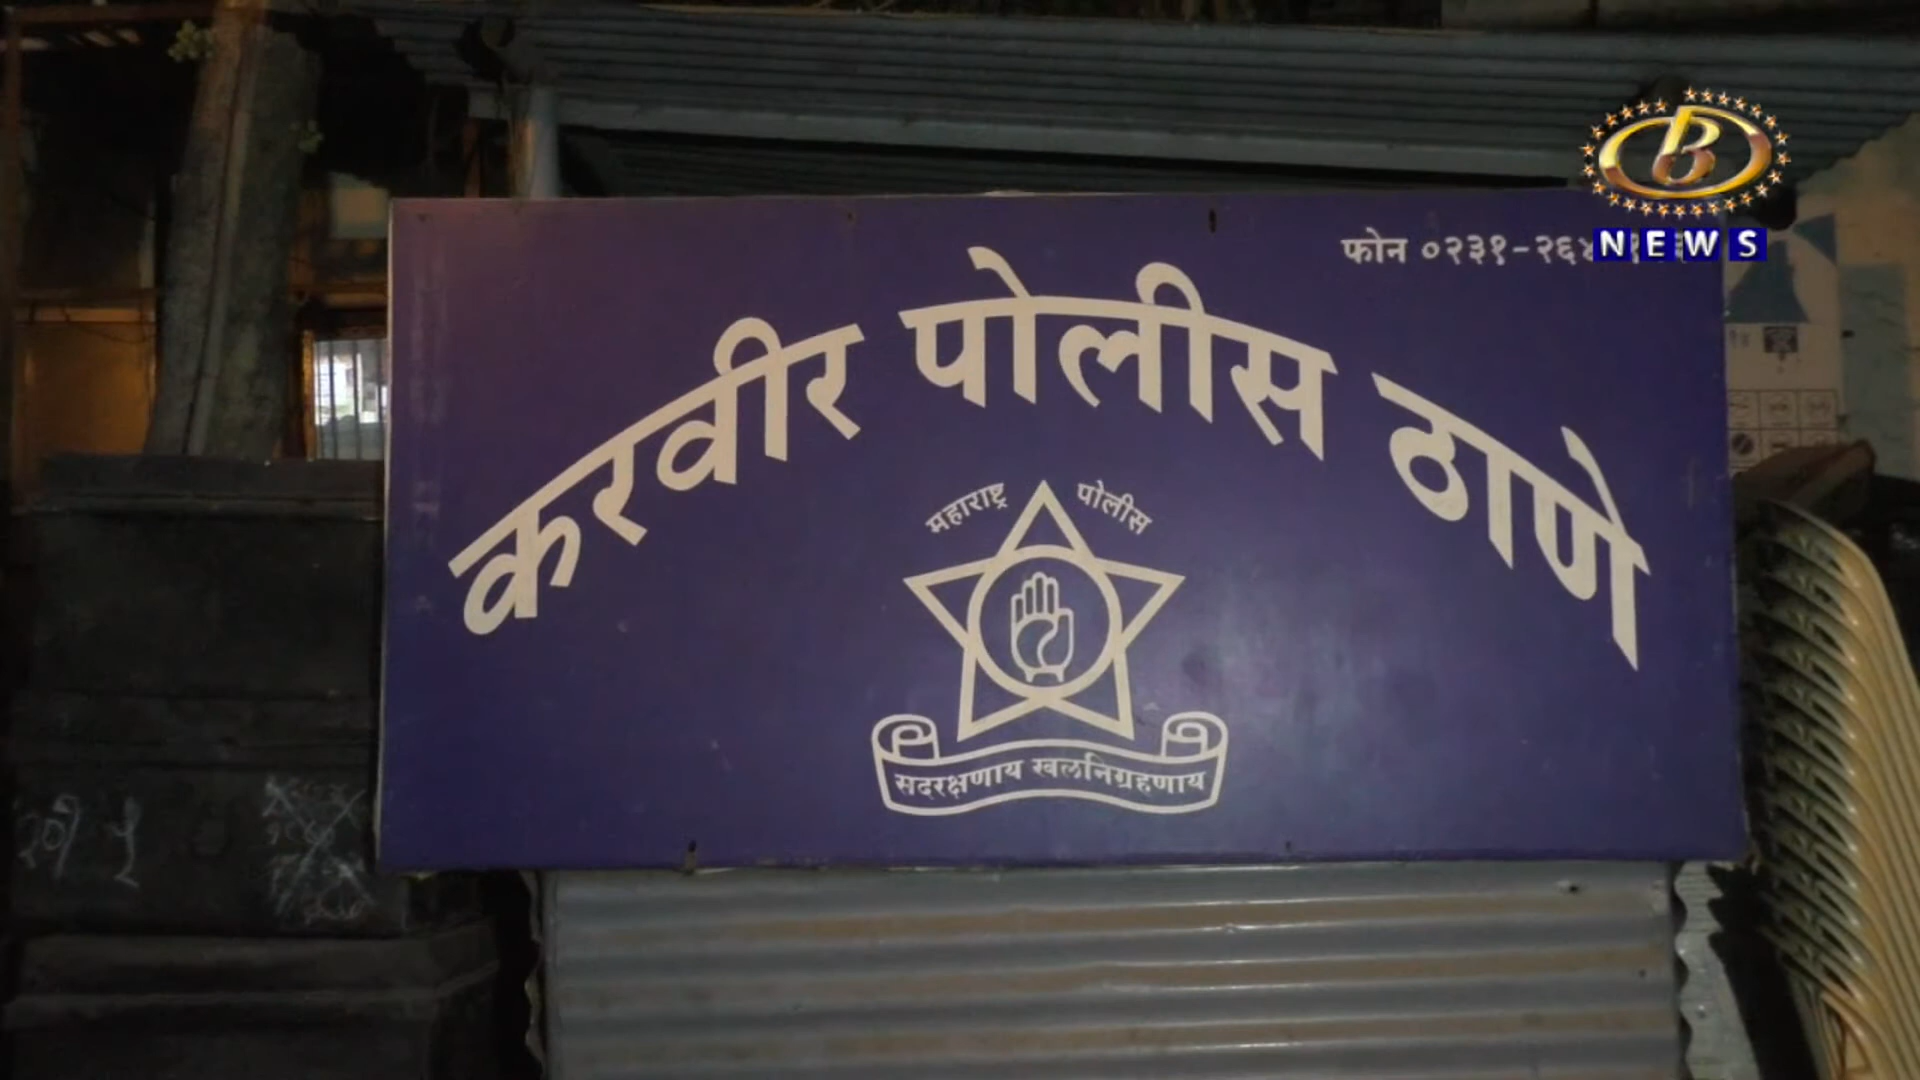 B
NEWS
फोन ०२३१-२६
करवीर पोलीस ठाणे
महाराष्ट्र पोलीस
सदरक्षणाय खलनिग्रहणाय